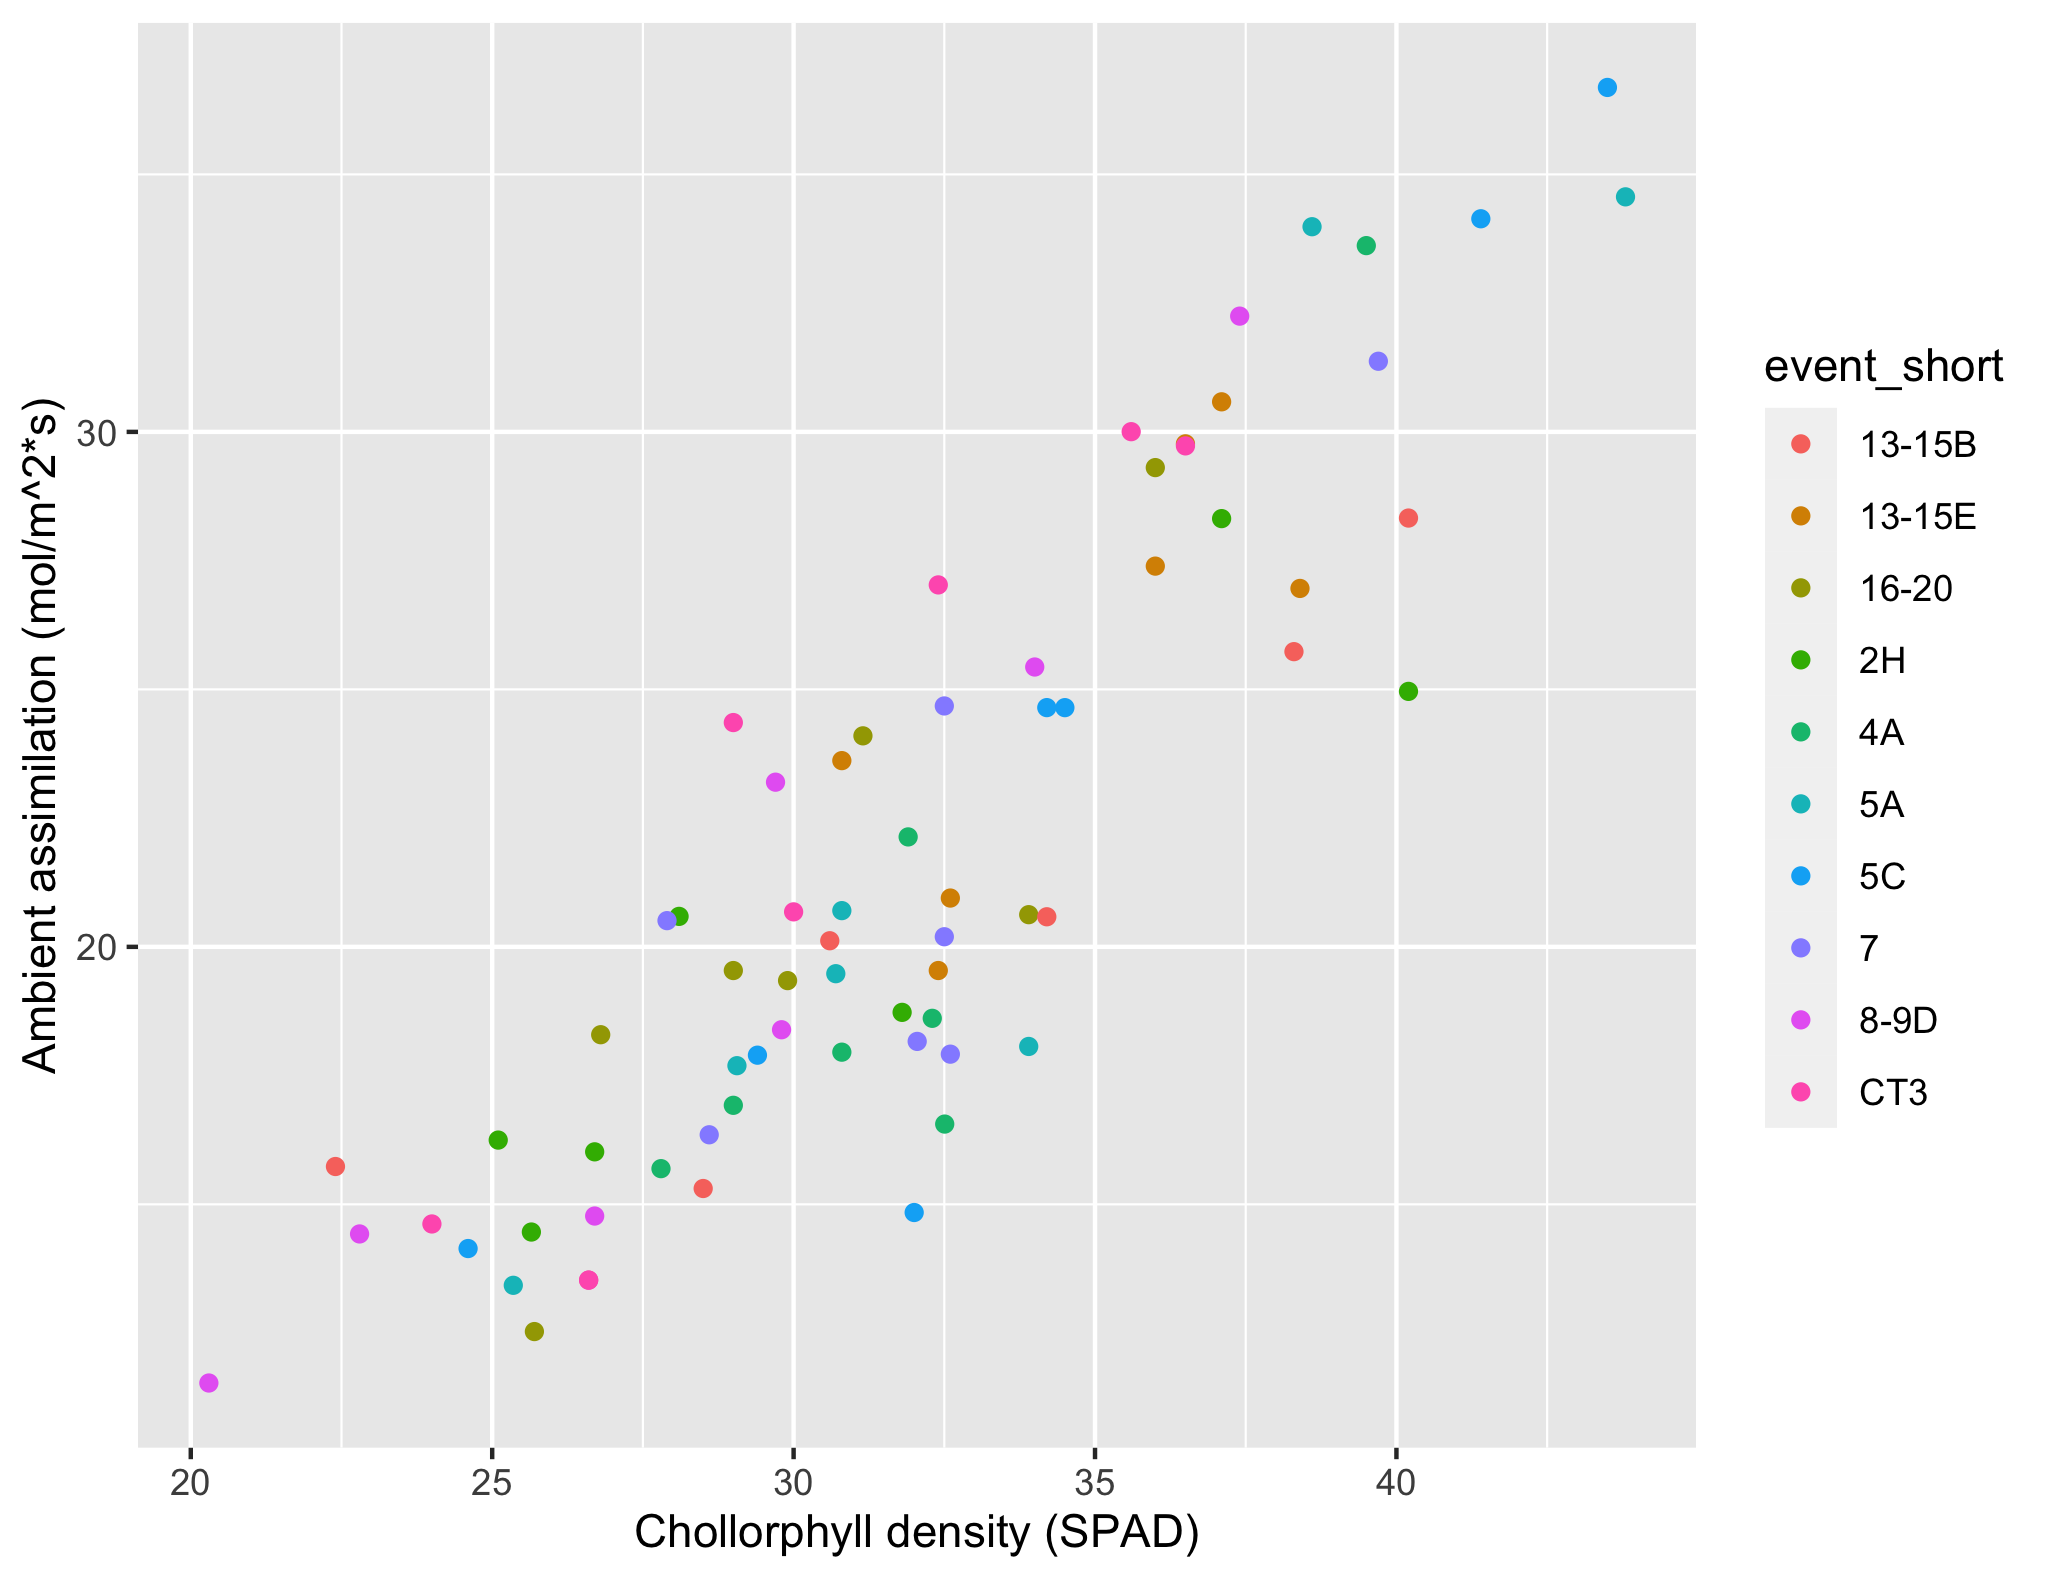 Ambient assimilation (mol/m^2*s)
30
20
20 25 30 35 40
Chollorphyll density (SPAD)
event_short
13-15B
13-15E
16-20
2H
4A
5A
5C
7
8-9D
CT3